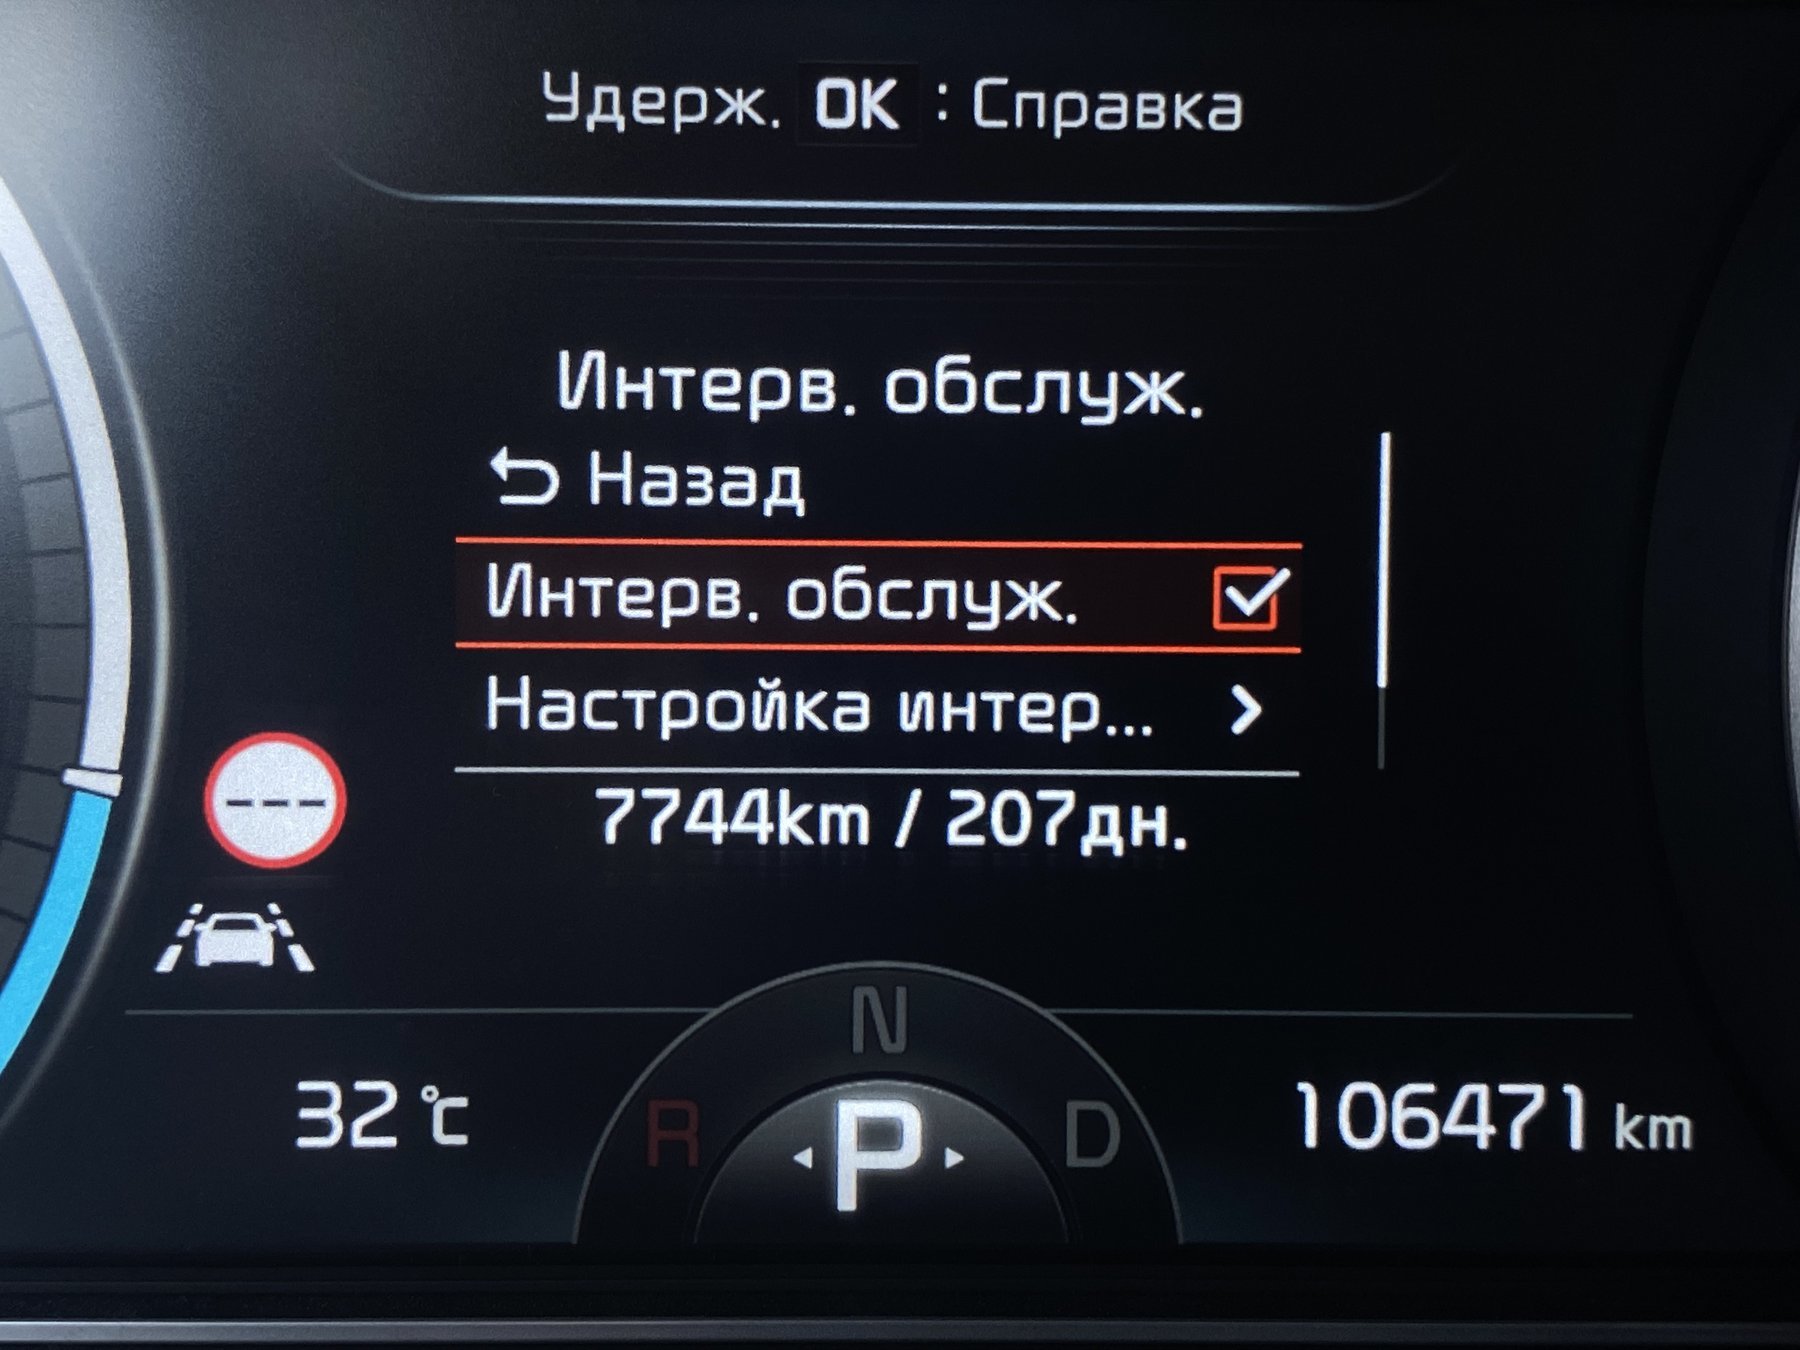 Удерж. OK : Справка
Интерв. обслуж.
Назад
Интерв. обслуж.
Настройка интер...
7744km / 207дн.
---
N
R P D
32 °C
106471 km